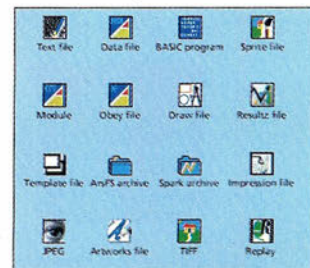 Text file Data file BASIC program Sprite file
Module Obey file Draw file Resultz file
Template file ArcFS archive Spark archive Impression file
JPEG Artworks file TIFF Replay